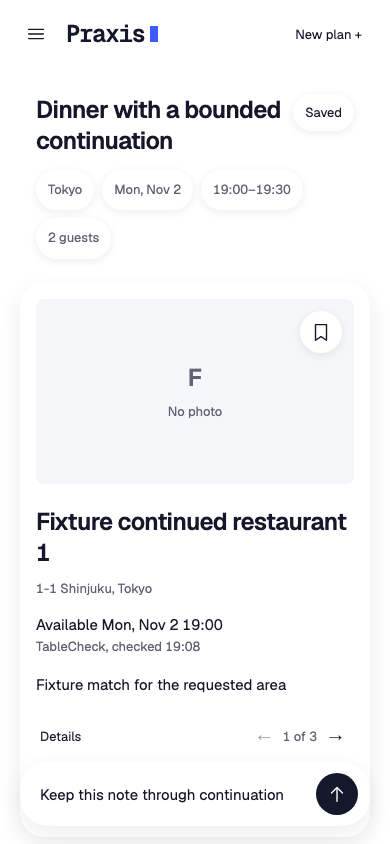 Praxis
New plan +
Dinner with a bounded
continuation
Saved
Tokyo
Mon, Nov 2
19:00–19:30
2 guests
F
No photo
Fixture continued restaurant
1
1-1 Shinjuku, Tokyo
Available Mon, Nov 2 19:00
TableCheck, checked 19:08
Fixture match for the requested area
Details
← 1 of 3 →
Keep this note through continuation